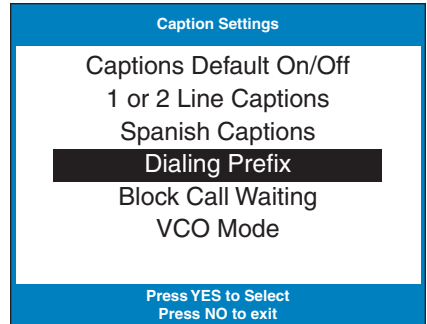 Caption Settings
Captions Default On/Off
1 or 2 Line Captions
Spanish Captions
Dialing Prefix
Block Call Waiting
VCO Mode
Press YES to Select
Press NO to exit